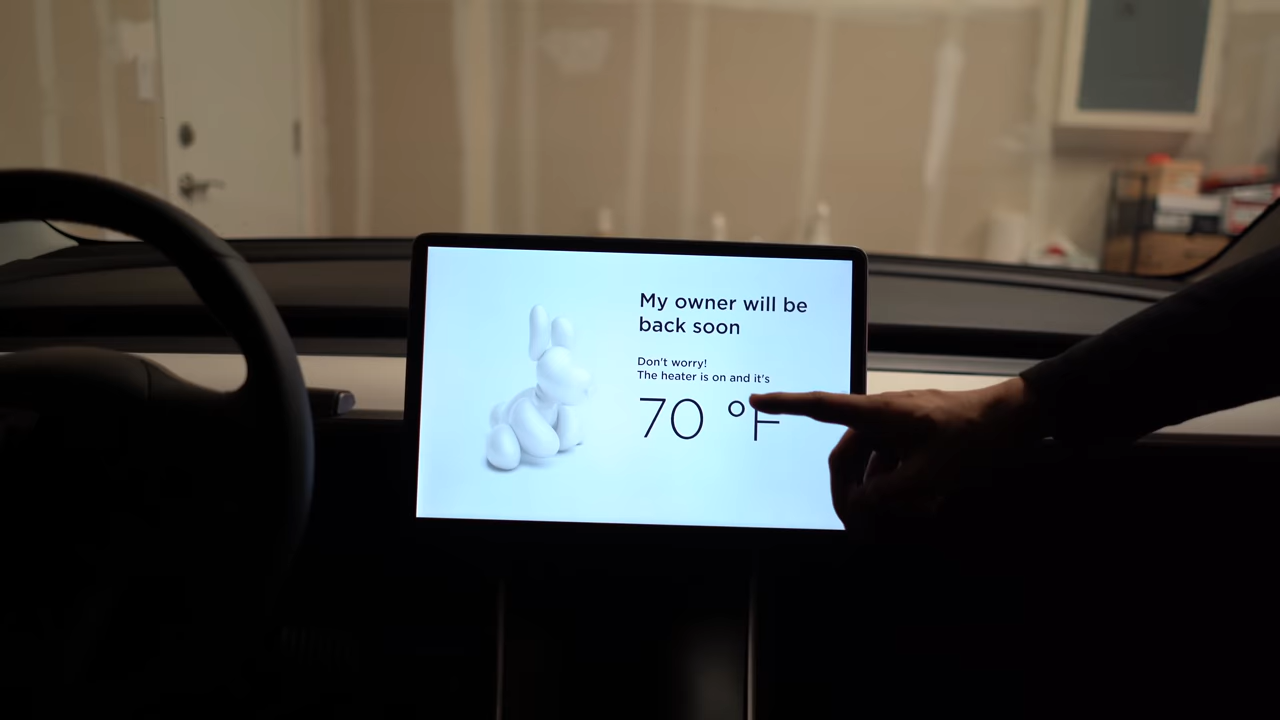 My owner will be
back soon
Don't worry!
The heater is on and it's
70 °F